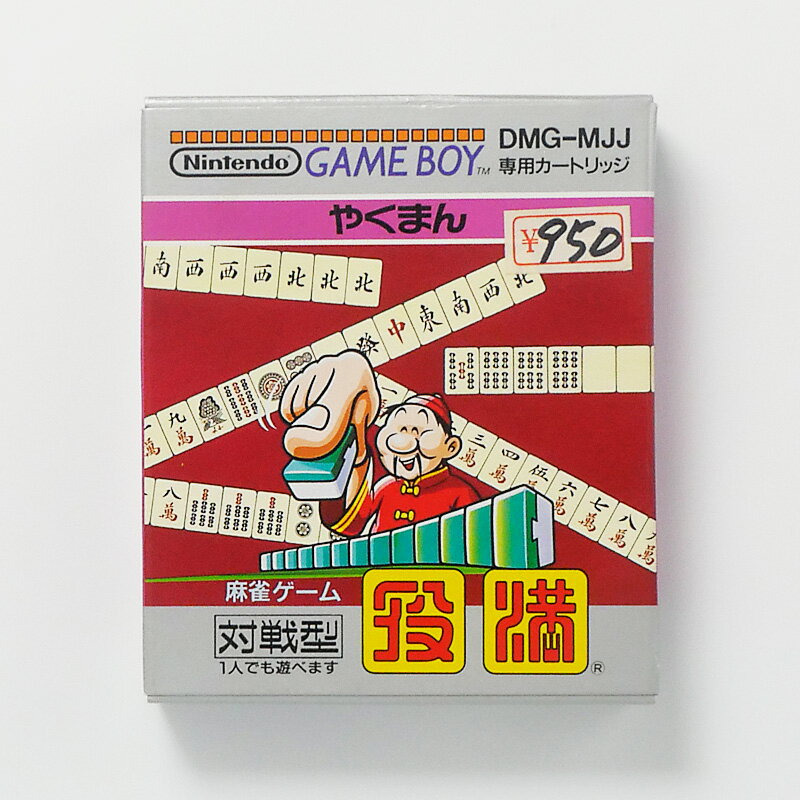 Nintendo GAME BOY™ DMG-MJJ
専用カートリッジ
やくまん
¥950
南 西 西 西 北 北 北
發 中 東 南 西 北
九萬
三萬 四萬 伍萬 六萬 七萬 八萬
八萬
麻雀ゲーム
役満®
対戦型
1人でも遊べます